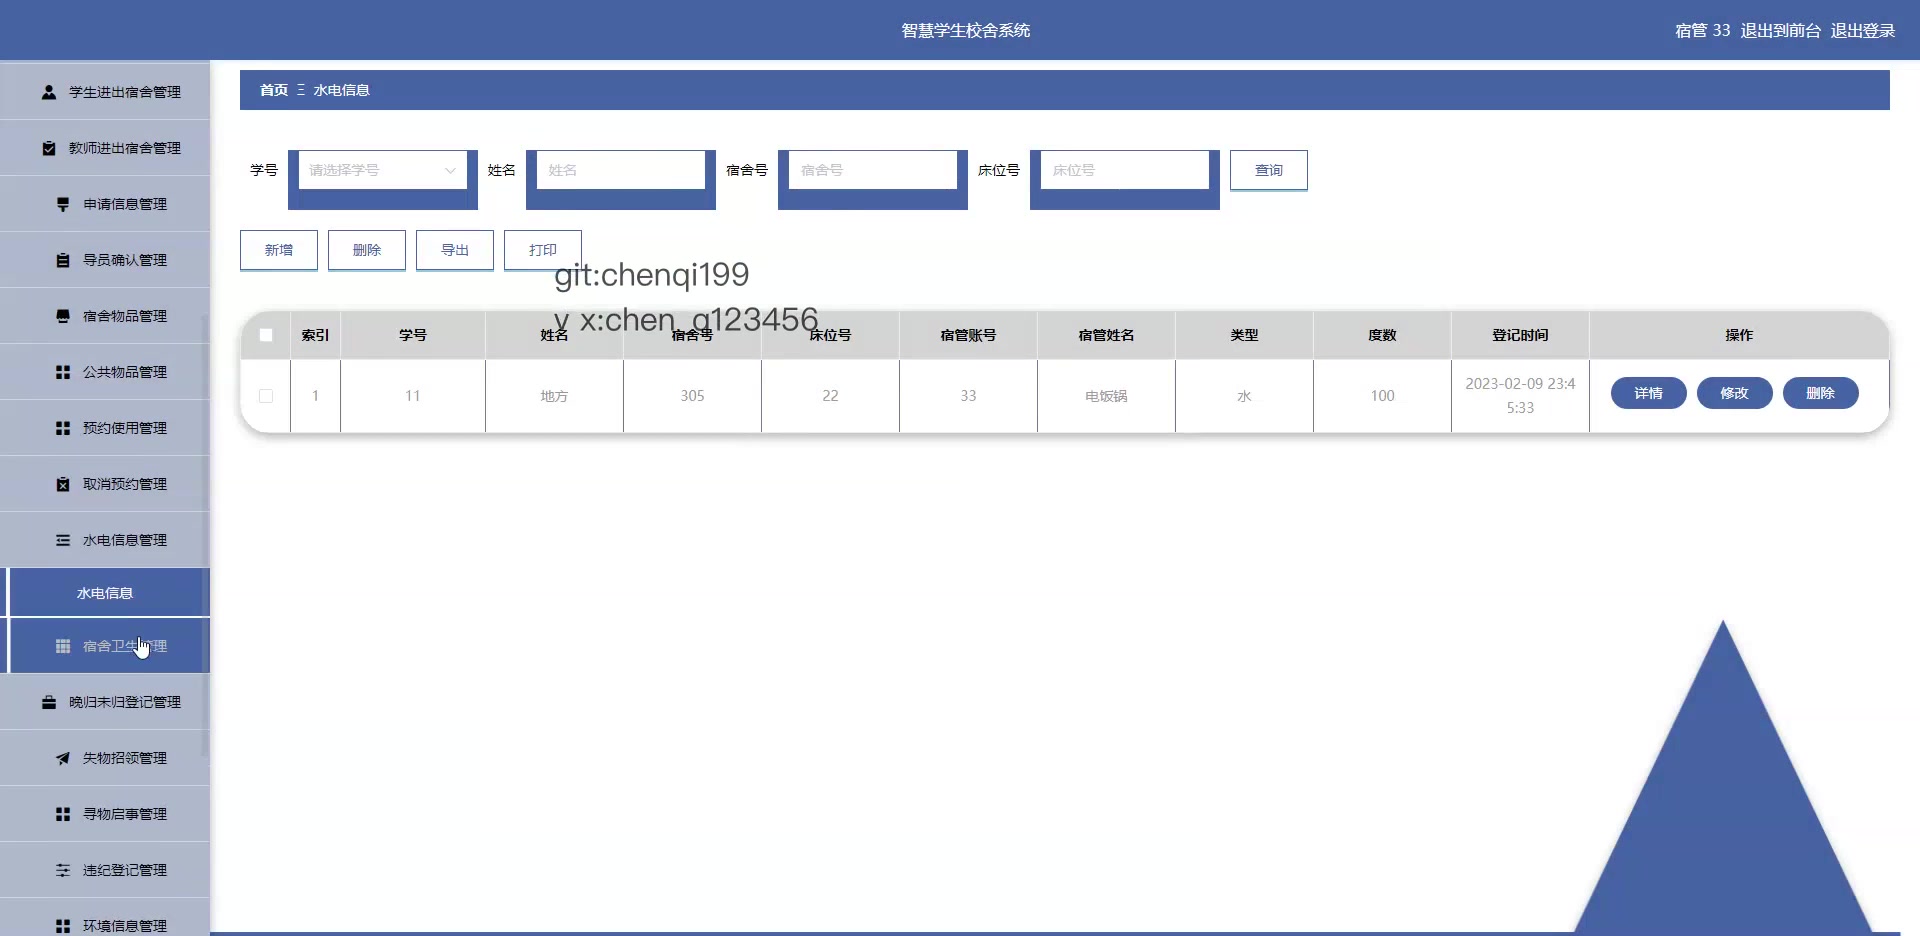 智慧学生校舍系统
宿管 33 退出到前台 退出登录
学生进出宿舍管理
教师进出宿舍管理
申请信息管理
导员确认管理
宿舍物品管理
公共物品管理
预约使用管理
取消预约管理
水电信息管理
水电信息
宿舍卫生管理
晚归未归登记管理
失物招领管理
寻物启事管理
违纪登记管理
环境信息管理
首页 水电信息
学号 请选择学号 姓名 姓名 宿舍号 宿舍号 床位号 床位号 查询
新增 删除 导出 打印
git:chenqi199
v x:chen_q123456
索引 学号 姓名 宿舍号 床位号 宿管账号 宿管姓名 类型 度数 登记时间 操作
1 11 地方 305 22 33 电饭锅 水 100 2023-02-09 23:4 详情 修改 删除
5:33